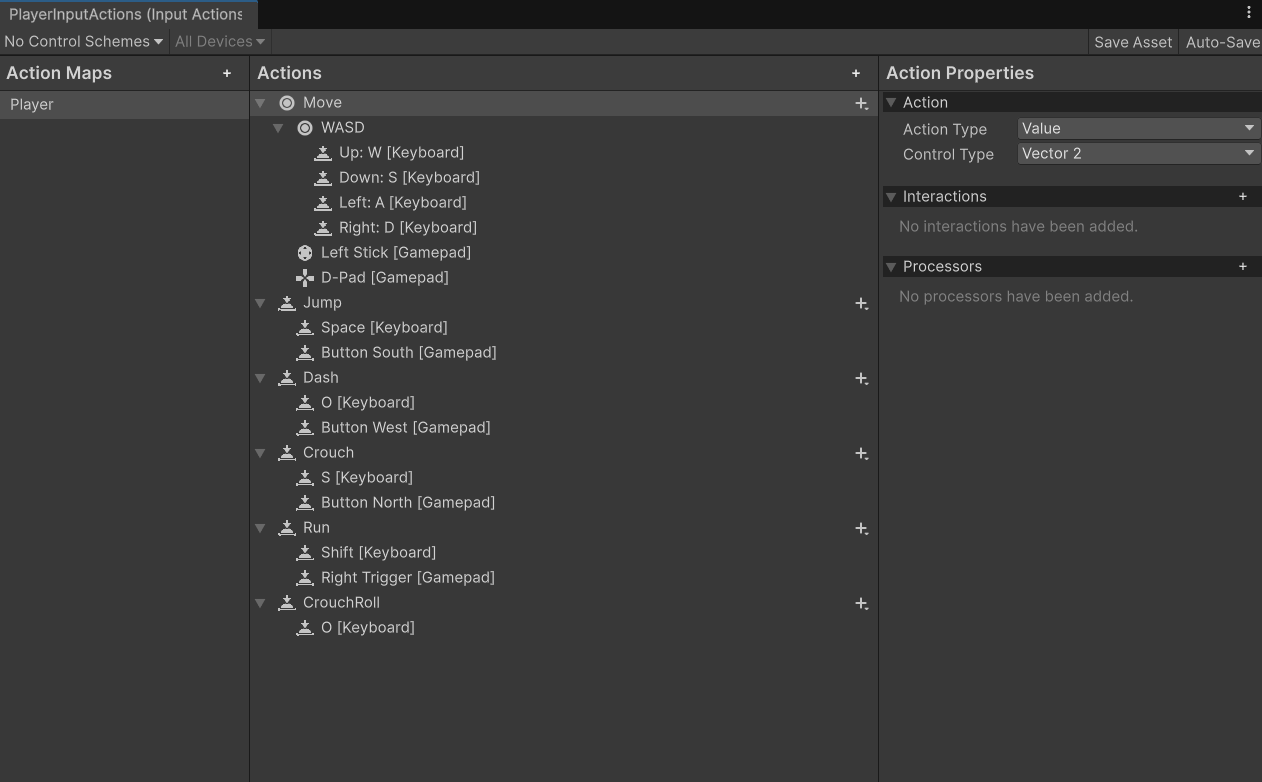 PlayerInputActions (Input Actions
No Control Schemes All Devices Save Asset Auto-Save
Action Maps +
Player
Actions +
Move
WASD
Up: W [Keyboard]
Down: S [Keyboard]
Left: A [Keyboard]
Right: D [Keyboard]
Left Stick [Gamepad]
D-Pad [Gamepad]
Jump
Space [Keyboard]
Button South [Gamepad]
Dash
O [Keyboard]
Button West [Gamepad]
Crouch
S [Keyboard]
Button North [Gamepad]
Run
Shift [Keyboard]
Right Trigger [Gamepad]
CrouchRoll
O [Keyboard]
Action Properties
Action
Action Type Value
Control Type Vector 2
Interactions +
No interactions have been added.
Processors +
No processors have been added.